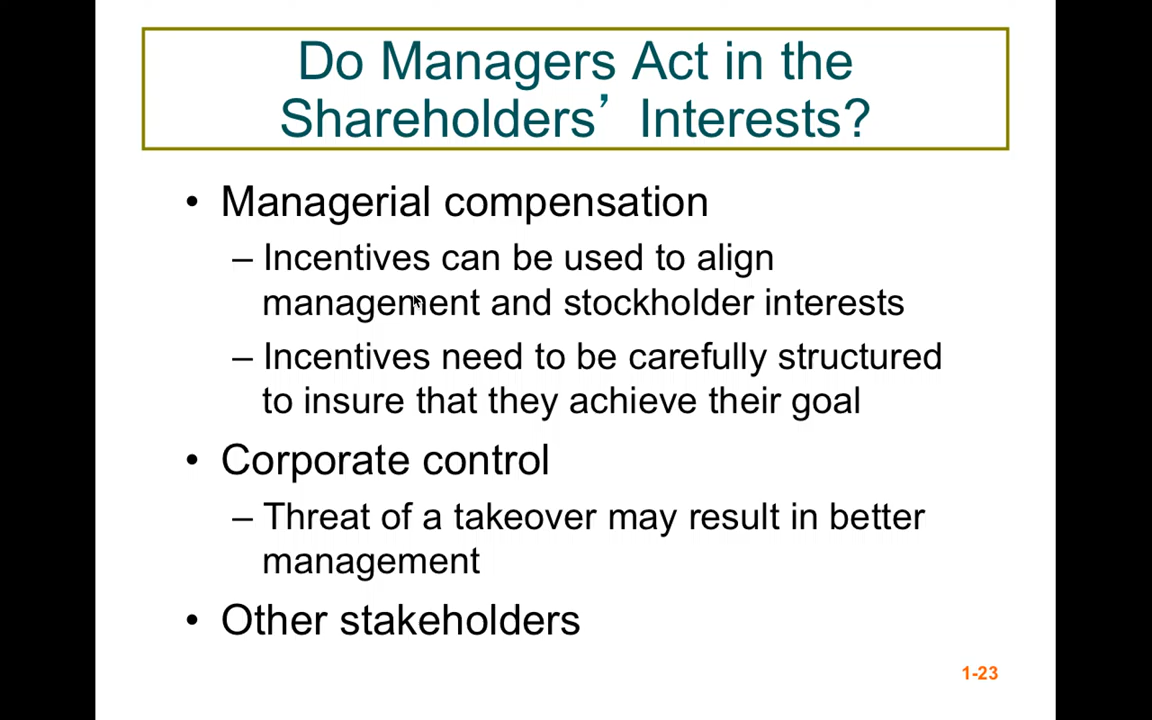 Do Managers Act in the
Shareholders’ Interests?
• Managerial compensation
– Incentives can be used to align
management and stockholder interests
– Incentives need to be carefully structured
to insure that they achieve their goal
• Corporate control
– Threat of a takeover may result in better
management
• Other stakeholders
1-23